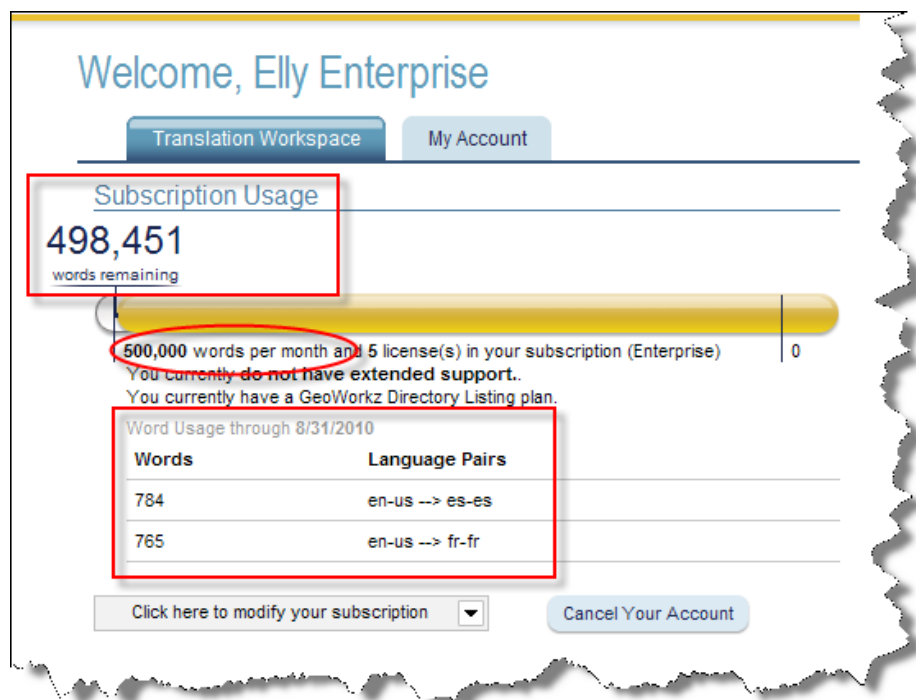 Welcome, Elly Enterprise
Translation Workspace My Account
Subscription Usage
498,451
words remaining
500,000 words per month and 5 license(s) in your subscription (Enterprise) 0
You currently do not have extended support..
You currently have a GeoWorkz Directory Listing plan.
Word Usage through 8/31/2010
Words Language Pairs
784 en-us --> es-es
765 en-us --> fr-fr
Click here to modify your subscription Cancel Your Account